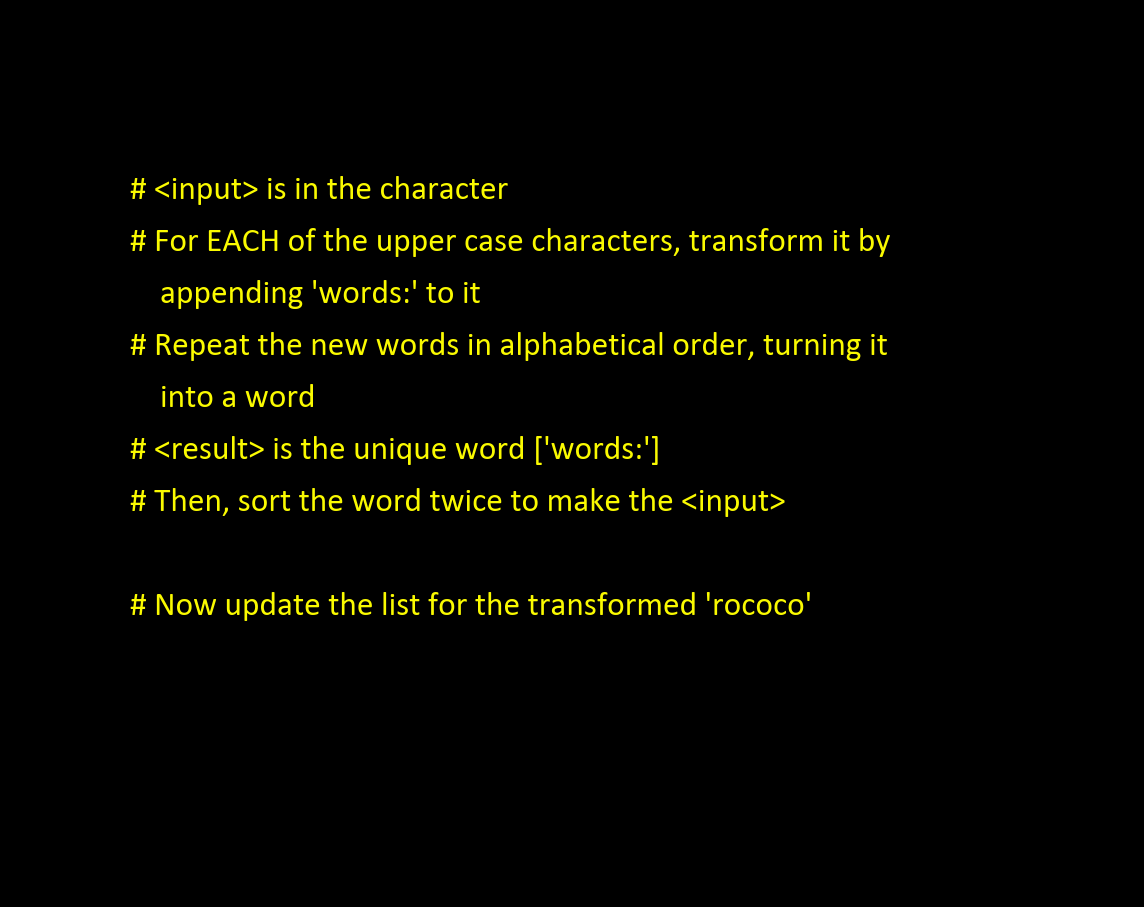 # <input> is in the character
# For EACH of the upper case characters, transform it by
appending 'words:' to it
# Repeat the new words in alphabetical order, turning it
into a word
# <result> is the unique word ['words:']
# Then, sort the word twice to make the <input>
# Now update the list for the transformed 'rococo'